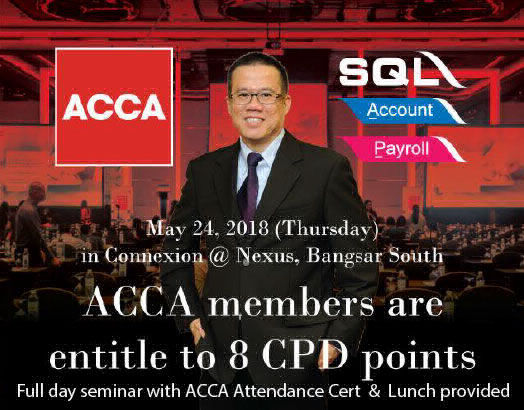 ACCA
SQL
Account
Payroll
May 24, 2018 (Thursday)
in Connexion @ Nexus, Bangsar South
ACCA members are
entitle to 8 CPD points
Full day seminar with ACCA Attendance Cert & Lunch provided